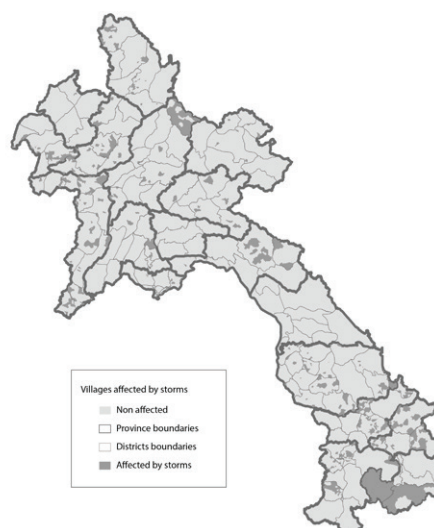 Villages affected by storms
Non affected
Province boundaries
Districts boundaries
Affected by storms